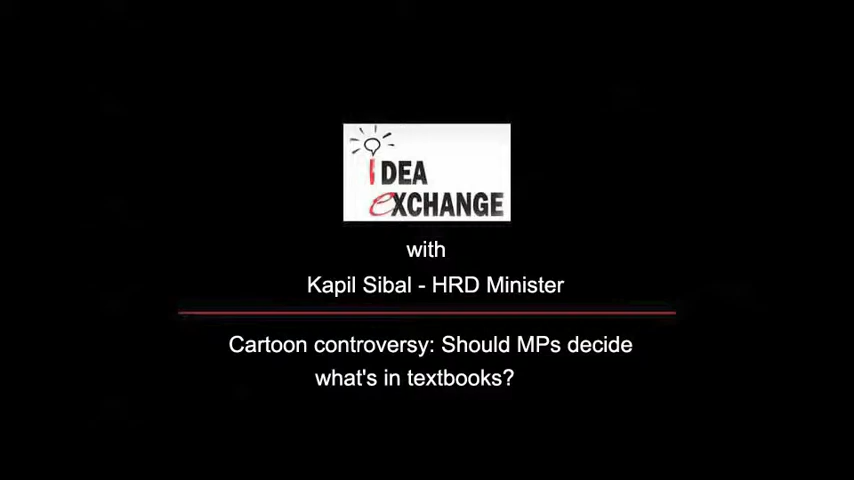 IDEA
eXCHANGE
with
Kapil Sibal - HRD Minister
Cartoon controversy: Should MPs decide
what's in textbooks?